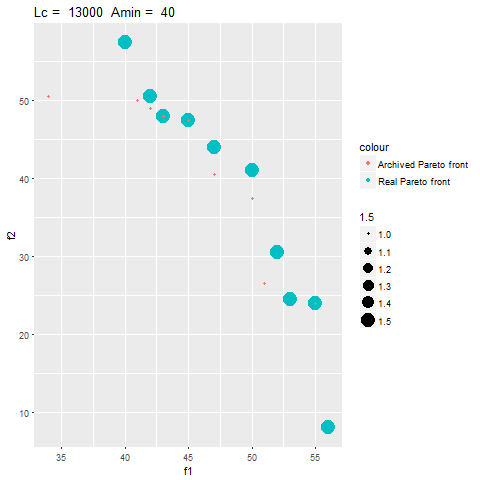 Lc =  13000  Amin =  40
50
40
30
20
10
f2
35
40
45
50
55
f1
colour
Archived Pareto front
Real Pareto front
1.5
1.0
1.1
1.2
1.3
1.4
1.5